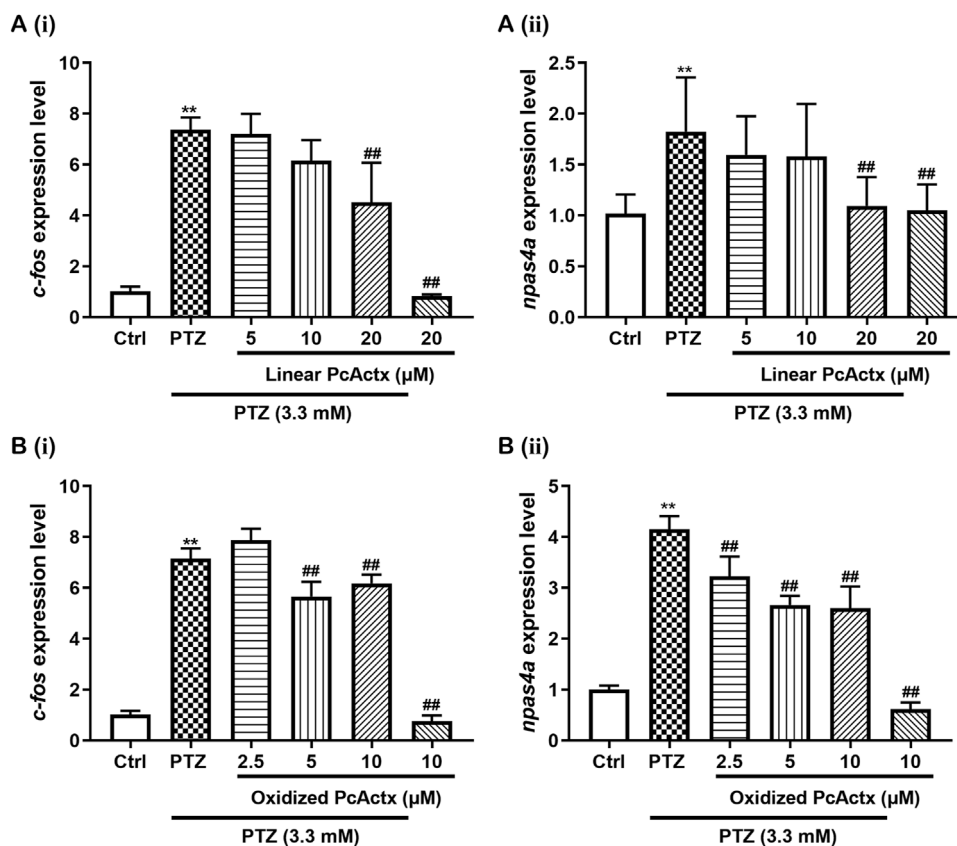 A (i)
c-fos expression level
10
8
6
4
2
0
**
##
##
Ctrl PTZ 5 10 20 20
Linear PcActx (μM)
PTZ (3.3 mM)
A (ii)
npas4a expression level
2.5
2.0
1.5
1.0
0.5
0.0
**
##
##
Ctrl PTZ 5 10 20 20
Linear PcActx (μM)
PTZ (3.3 mM)
B (i)
c-fos expression level
10
8
6
4
2
0
**
##
##
##
Ctrl PTZ 2.5 5 10 10
Oxidized PcActx (μM)
PTZ (3.3 mM)
B (ii)
npas4a expression level
5
4
3
2
1
0
**
##
##
##
##
Ctrl PTZ 2.5 5 10 10
Oxidized PcActx (μM)
PTZ (3.3 mM)